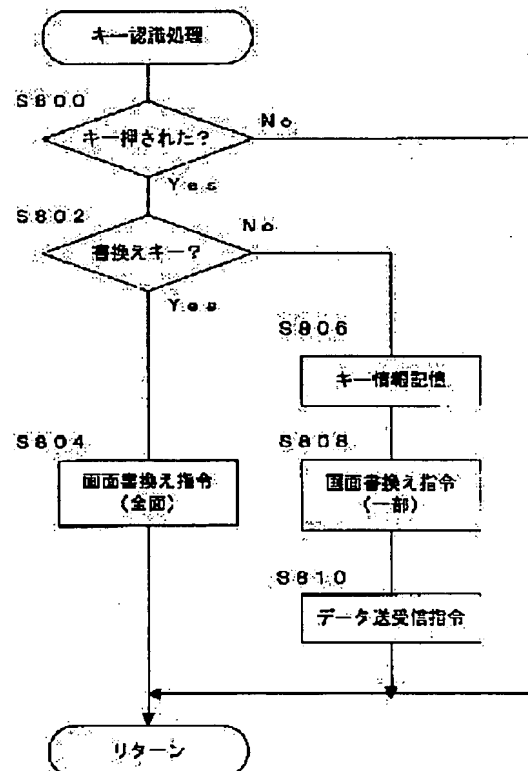 キー認識処理
S800
キー押された?
No
Yes
S802
書換えキー?
No
Yes
S806
キー情報記憶
S804
画面書換え指令
(全面)
S808
画面書換え指令
(一部)
S810
データ送受信指令
リターン